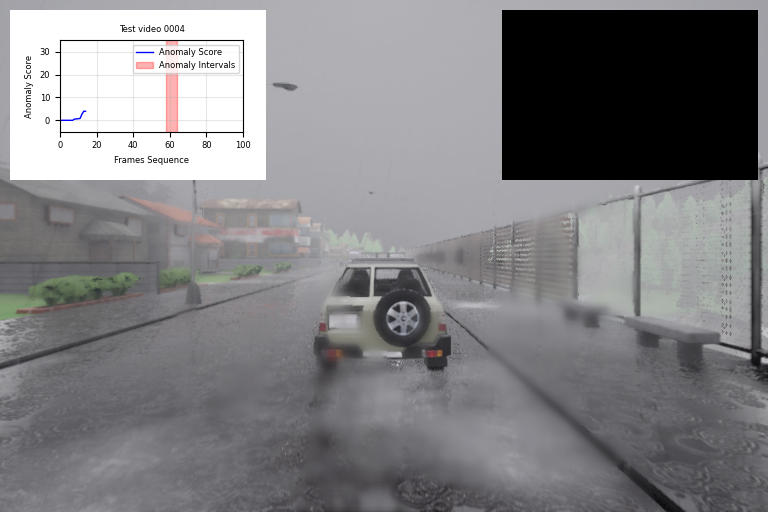 Test video 0004
Anomaly Score
30
20
10
0
Anomaly Score
Anomaly Intervals
0 20 40 60 80 100
Frames Sequence